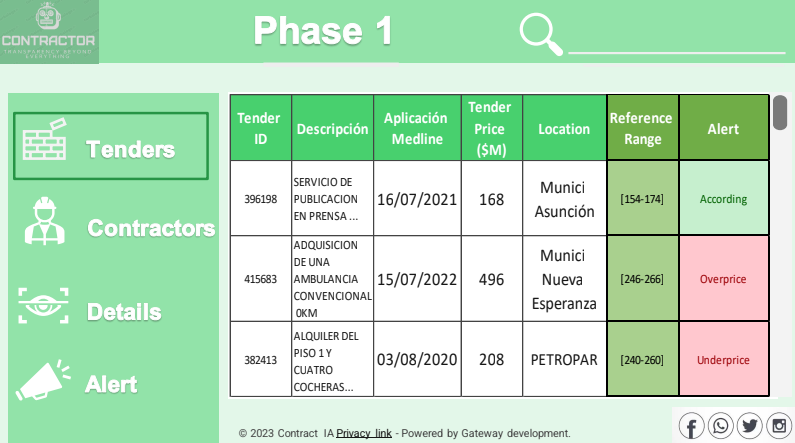 CONTRACTOR
TRANSPARENCY BEYOND
EVERYTHING
Phase 1
Tenders
Contractors
Details
Alert
Tender
ID
Descripción
Aplicación
Medline
Tender
Price
($M)
Location
Reference
Range
Alert
396198
SERVICIO DE
PUBLICACION
EN PRENSA ...
16/07/2021
168
Munici
Asunción
[154-174]
According
415683
ADQUISICION
DE UNA
AMBULANCIA
CONVENCIONAL
0KM
15/07/2022
496
Munici
Nueva
Esperanza
[246-266]
Overprice
382413
ALQUILER DEL
PISO 1 Y
CUATRO
COCHERAS...
03/08/2020
208
PETROPAR
[240-260]
Underprice
© 2023 Contract IA Privacy link - Powered by Gateway development.